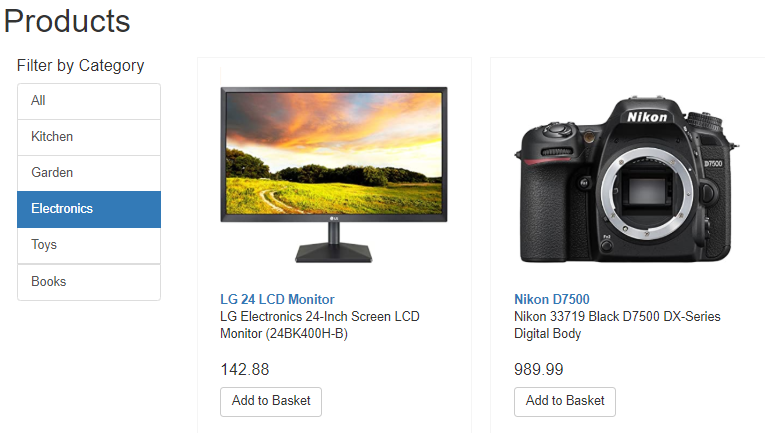 Products
Filter by Category
All
Kitchen
Garden
Electronics
Toys
Books
LG
LG 24 LCD Monitor
LG Electronics 24-Inch Screen LCD
Monitor (24BK400H-B)
142.88
Add to Basket
Nikon
D7500
Nikon D7500
Nikon 33719 Black D7500 DX-Series
Digital Body
989.99
Add to Basket